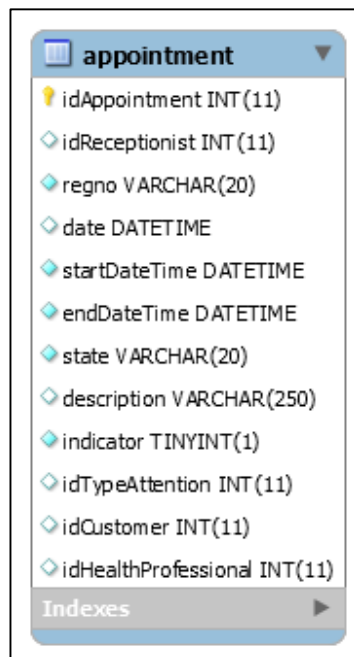 appointment
idAppointment INT(11)
idReceptionist INT(11)
regno VARCHAR(20)
date DATETIME
startDateTime DATETIME
endDateTime DATETIME
state VARCHAR(20)
description VARCHAR(250)
indicator TINYINT(1)
idTypeAttention INT(11)
idCustomer INT(11)
idHealthProfessional INT(11)
Indexes